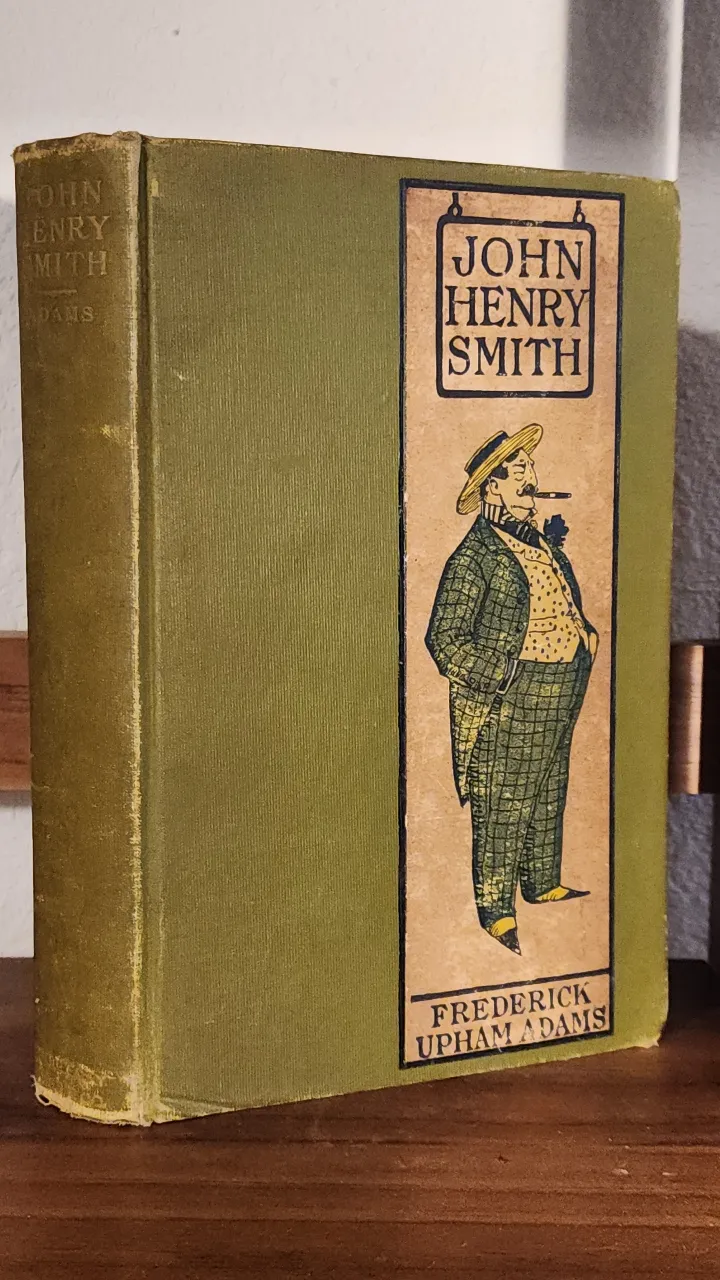 JOHN
HENRY
SMITH
ADAMS
JOHN
HENRY
SMITH
FREDERICK
UPHAM ADAMS